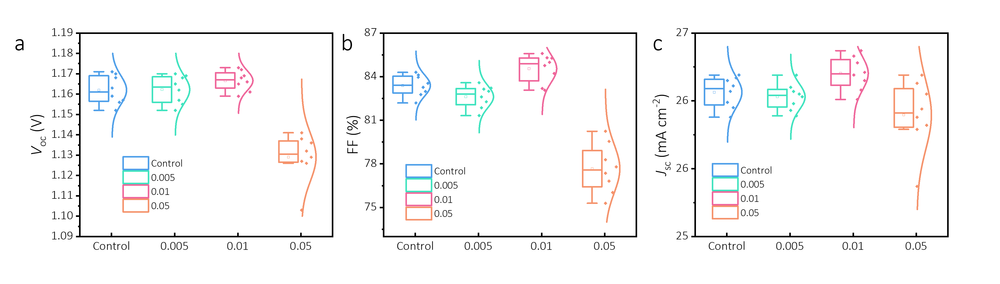 a
1.19
1.18
1.17
1.16
1.15
1.14
1.13
1.12
1.11
1.10
1.09
Voc (V)
Control
0.005
0.01
0.05
Control 0.005 0.01 0.05
b
87
84
81
78
75
FF (%)
Control
0.005
0.01
0.05
Control 0.005 0.01 0.05
c
27
26
26
25
Jsc (mA cm-2)
Control
0.005
0.01
0.05
Control 0.005 0.01 0.05